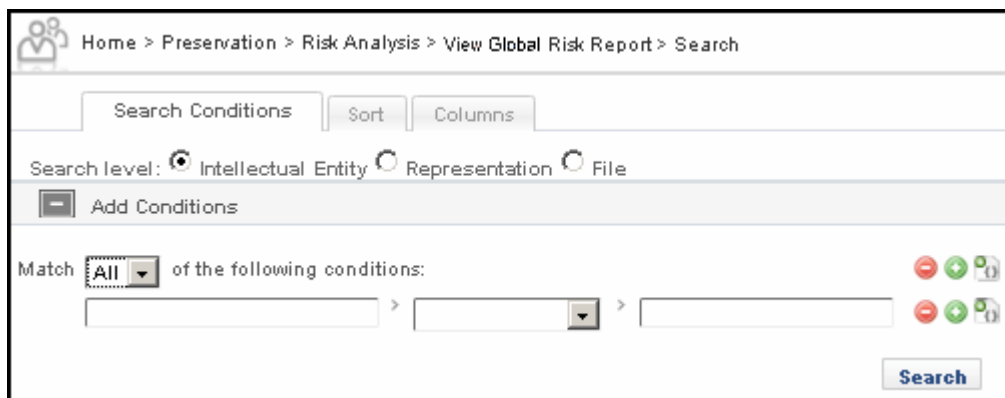 Home > Preservation > Risk Analysis > View Global Risk Report > Search
Search Conditions Sort Columns
Search level: Intellectual Entity Representation File
Add Conditions
Match All of the following conditions:
> >
Search